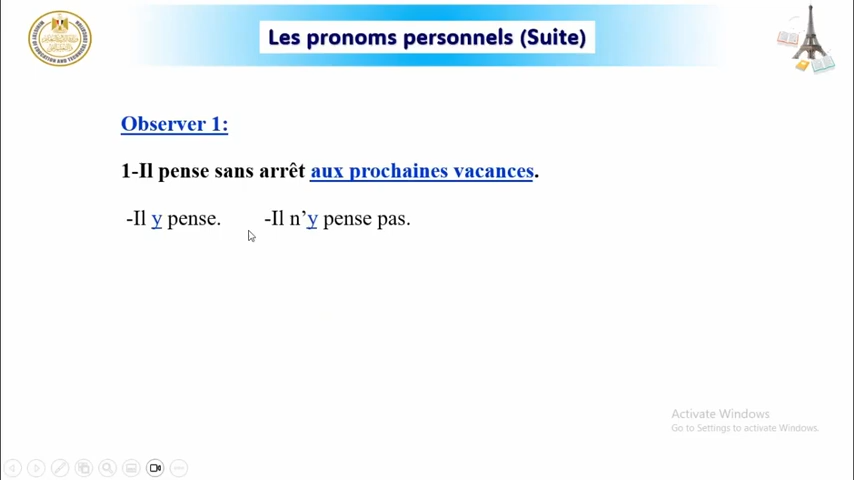 Les pronoms personnels (Suite)
Observer 1:
1-Il pense sans arrêt aux prochaines vacances.
-Il y pense. -Il n’y pense pas.
Activate Windows
Go to Settings to activate Windows.